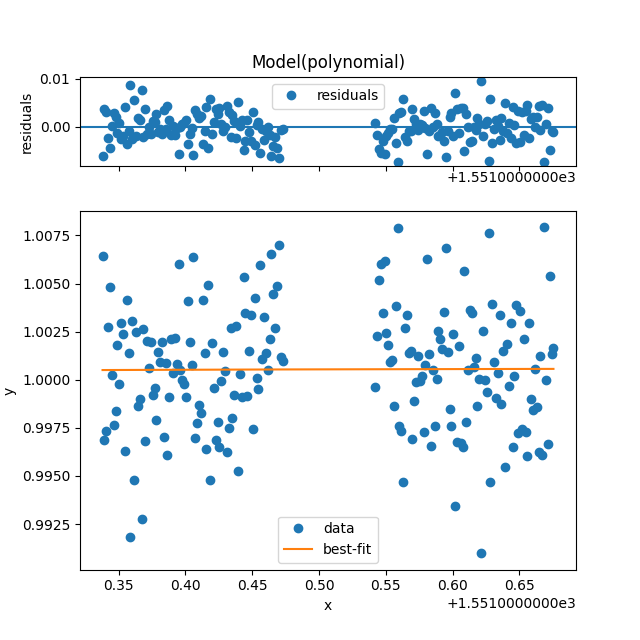 Model(polynomial)
0.01
0.00
residuals
residuals
+1.5510000000e3
1.0075
1.0050
1.0025
1.0000
0.9975
0.9950
0.9925
y
data
best-fit
0.35 0.40 0.45 0.50 0.55 0.60 0.65
x
+1.5510000000e3